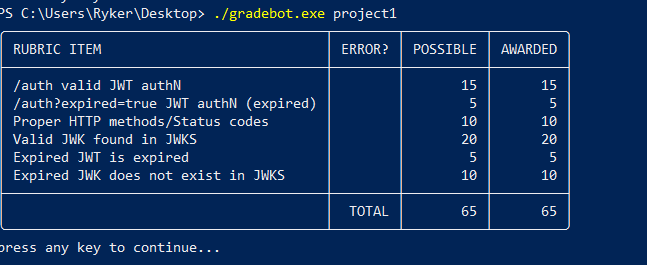 PS C:\Users\Ryker\Desktop> ./gradebot.exe project1
RUBRIC ITEM ERROR? POSSIBLE AWARDED
/auth valid JWT authN 15 15
/auth?expired=true JWT authN (expired) 5 5
Proper HTTP methods/Status codes 10 10
Valid JWK found in JWKS 20 20
Expired JWT is expired 5 5
Expired JWK does not exist in JWKS 10 10
TOTAL 65 65
press any key to continue...